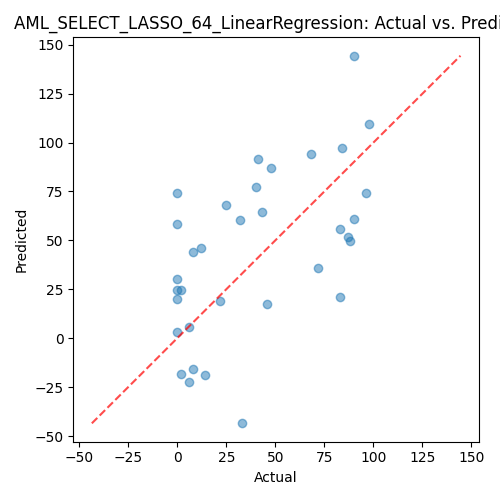 AML_SELECT_LASSO_64_LinearRegression: Actual vs. Predi
150
125
100
75
50
25
0
−25
−50
Predicted
−50 −25 0 25 50 75 100 125 150
Actual